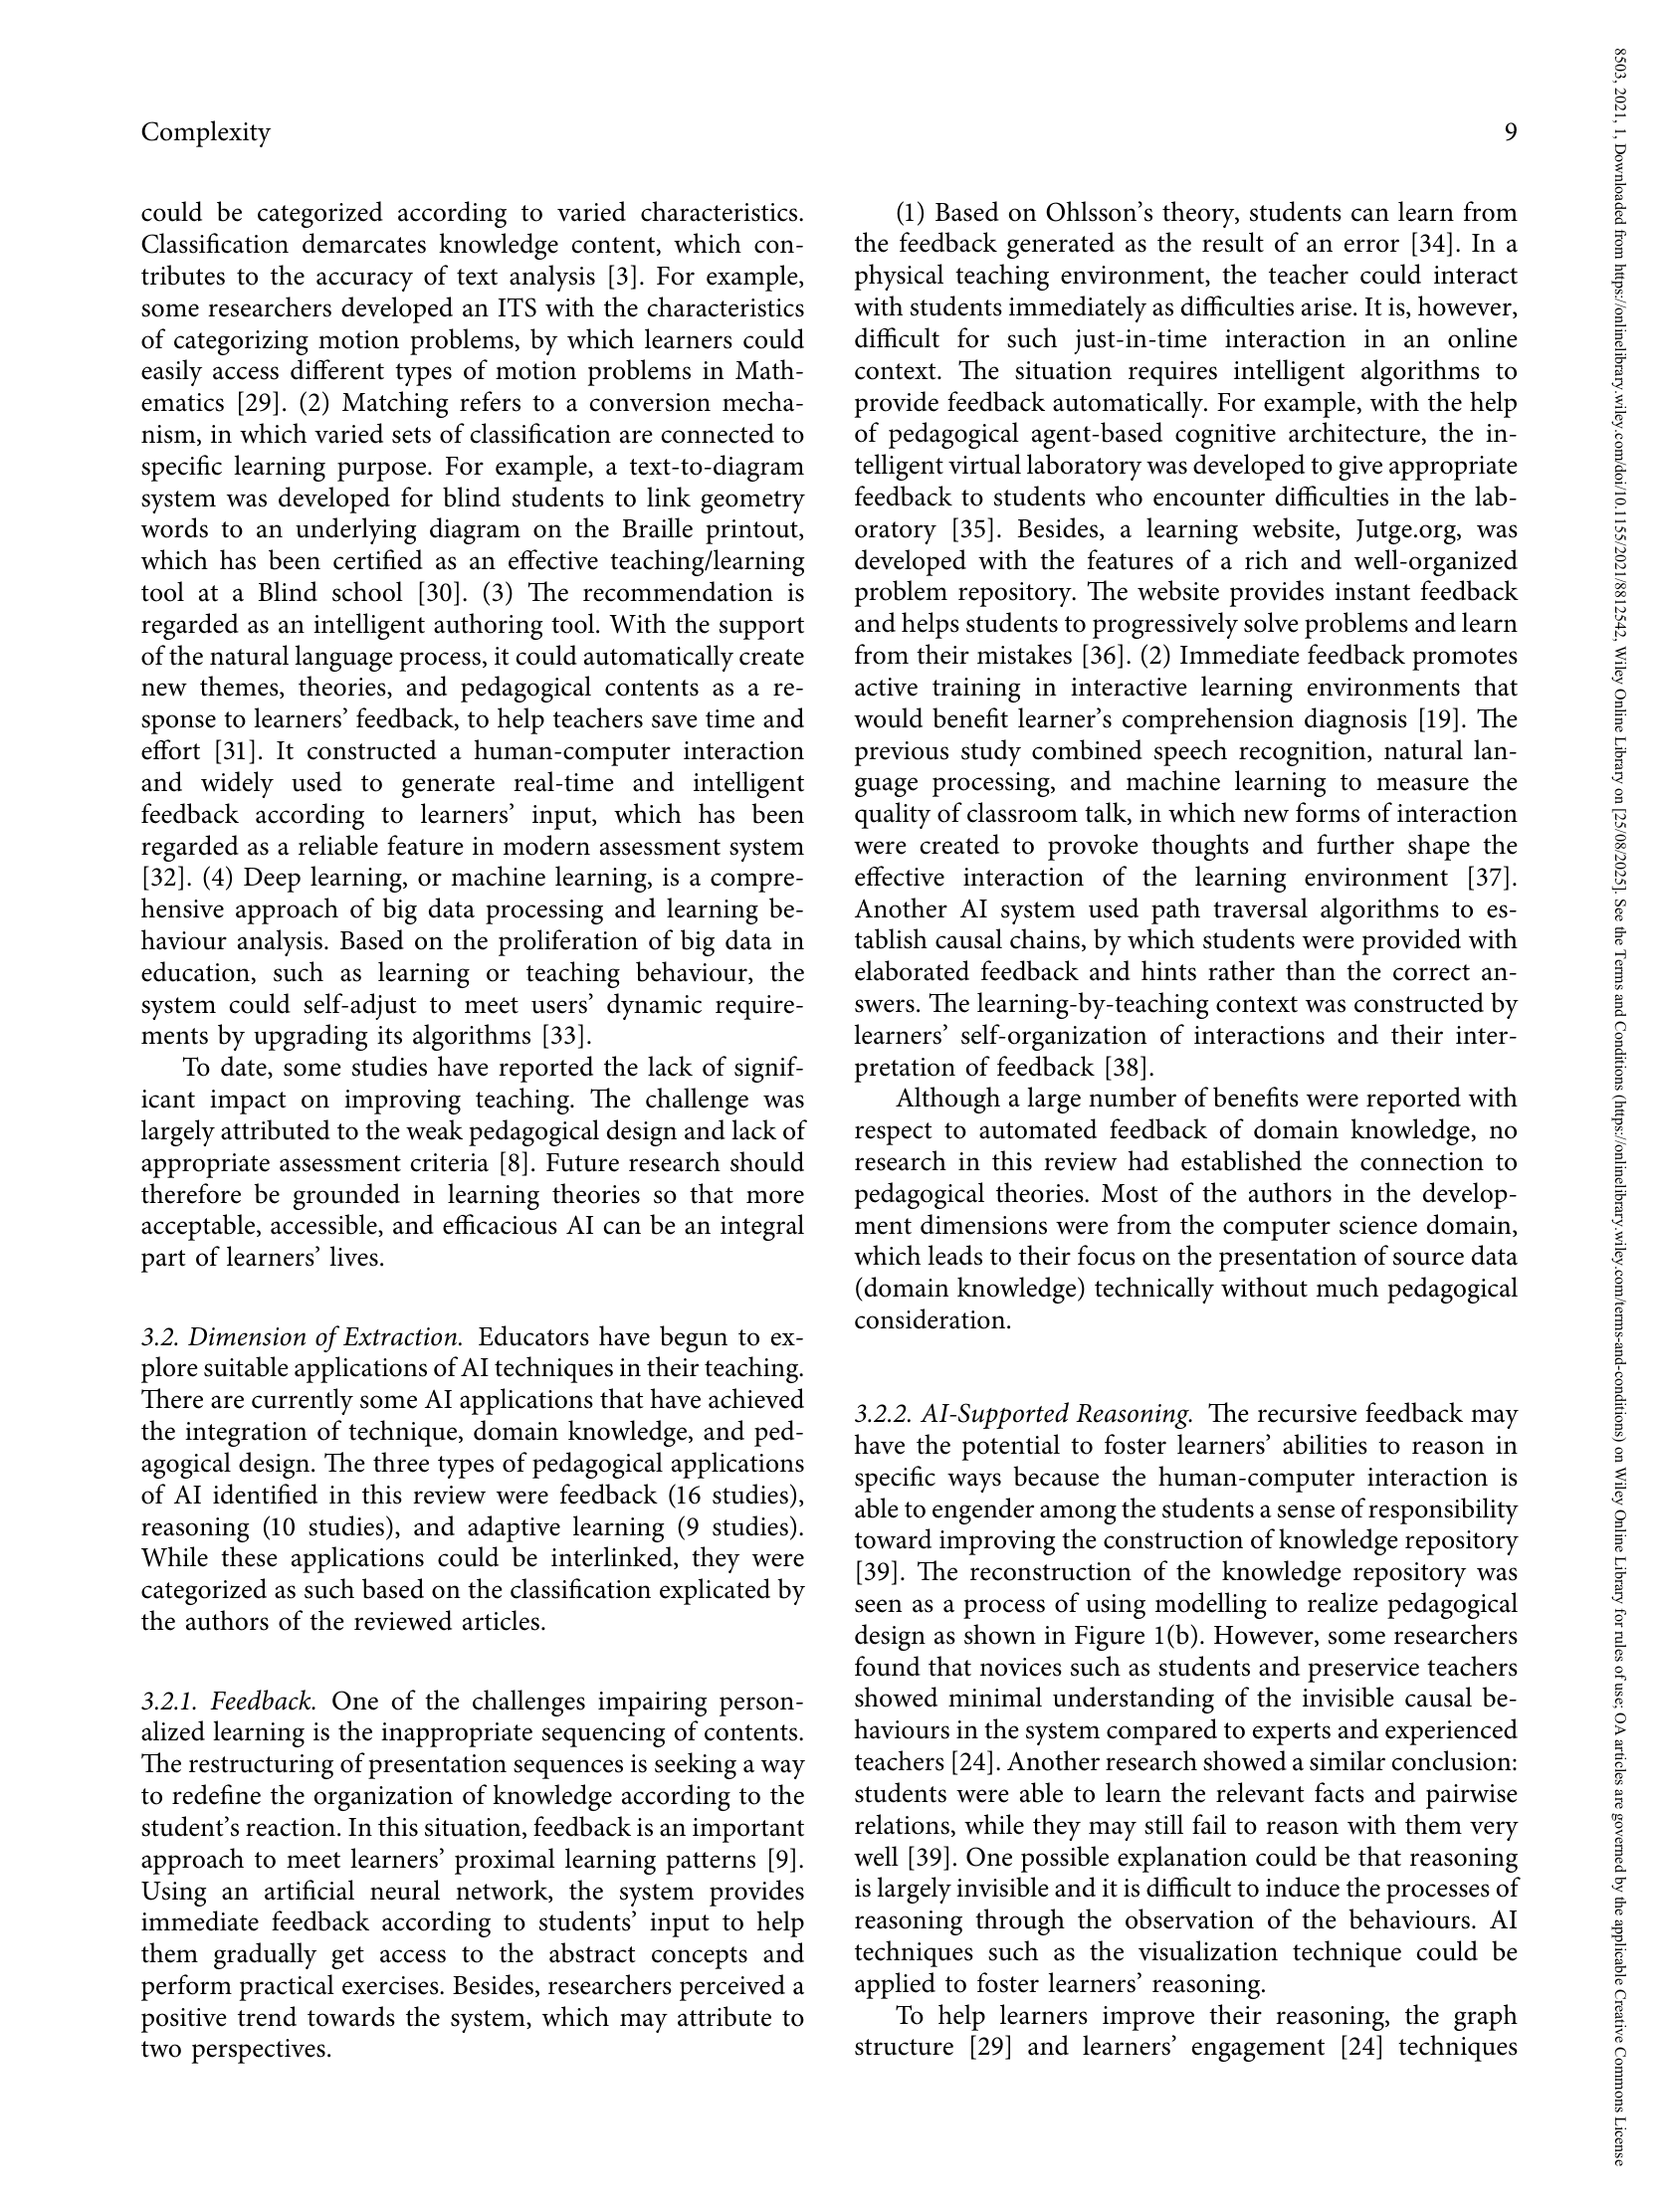 Complexity
9
could be categorized according to varied characteristics.
Classification demarcates knowledge content, which con-
tributes to the accuracy of text analysis [3]. For example,
some researchers developed an ITS with the characteristics
of categorizing motion problems, by which learners could
easily access different types of motion problems in Math-
ematics [29]. (2) Matching refers to a conversion mecha-
nism, in which varied sets of classification are connected to
specific learning purpose. For example, a text-to-diagram
system was developed for blind students to link geometry
words to an underlying diagram on the Braille printout,
which has been certified as an effective teaching/learning
tool at a Blind school [30]. (3) The recommendation is
regarded as an intelligent authoring tool. With the support
of the natural language process, it could automatically create
new themes, theories, and pedagogical contents as a re-
sponse to learners’ feedback, to help teachers save time and
effort [31]. It constructed a human-computer interaction
and widely used to generate real-time and intelligent
feedback according to learners’ input, which has been
regarded as a reliable feature in modern assessment system
[32]. (4) Deep learning, or machine learning, is a compre-
hensive approach of big data processing and learning be-
haviour analysis. Based on the proliferation of big data in
education, such as learning or teaching behaviour, the
system could self-adjust to meet users’ dynamic require-
ments by upgrading its algorithms [33].
To date, some studies have reported the lack of signif-
icant impact on improving teaching. The challenge was
largely attributed to the weak pedagogical design and lack of
appropriate assessment criteria [8]. Future research should
therefore be grounded in learning theories so that more
acceptable, accessible, and efficacious AI can be an integral
part of learners’ lives.
3.2. Dimension of Extraction. Educators have begun to ex-
plore suitable applications of AI techniques in their teaching.
There are currently some AI applications that have achieved
the integration of technique, domain knowledge, and ped-
agogical design. The three types of pedagogical applications
of AI identified in this review were feedback (16 studies),
reasoning (10 studies), and adaptive learning (9 studies).
While these applications could be interlinked, they were
categorized as such based on the classification explicated by
the authors of the reviewed articles.
3.2.1. Feedback. One of the challenges impairing person-
alized learning is the inappropriate sequencing of contents.
The restructuring of presentation sequences is seeking a way
to redefine the organization of knowledge according to the
student’s reaction. In this situation, feedback is an important
approach to meet learners’ proximal learning patterns [9].
Using an artificial neural network, the system provides
immediate feedback according to students’ input to help
them gradually get access to the abstract concepts and
perform practical exercises. Besides, researchers perceived a
positive trend towards the system, which may attribute to
two perspectives.
(1) Based on Ohlsson’s theory, students can learn from
the feedback generated as the result of an error [34]. In a
physical teaching environment, the teacher could interact
with students immediately as difficulties arise. It is, however,
difficult for such just-in-time interaction in an online
context. The situation requires intelligent algorithms to
provide feedback automatically. For example, with the help
of pedagogical agent-based cognitive architecture, the in-
telligent virtual laboratory was developed to give appropriate
feedback to students who encounter difficulties in the lab-
oratory [35]. Besides, a learning website, Jutge.org, was
developed with the features of a rich and well-organized
problem repository. The website provides instant feedback
and helps students to progressively solve problems and learn
from their mistakes [36]. (2) Immediate feedback promotes
active training in interactive learning environments that
would benefit learner’s comprehension diagnosis [19]. The
previous study combined speech recognition, natural lan-
guage processing, and machine learning to measure the
quality of classroom talk, in which new forms of interaction
were created to provoke thoughts and further shape the
effective interaction of the learning environment [37].
Another AI system used path traversal algorithms to es-
tablish causal chains, by which students were provided with
elaborated feedback and hints rather than the correct an-
swers. The learning-by-teaching context was constructed by
learners’ self-organization of interactions and their inter-
pretation of feedback [38].
Although a large number of benefits were reported with
respect to automated feedback of domain knowledge, no
research in this review had established the connection to
pedagogical theories. Most of the authors in the develop-
ment dimensions were from the computer science domain,
which leads to their focus on the presentation of source data
(domain knowledge) technically without much pedagogical
consideration.
3.2.2. AI-Supported Reasoning. The recursive feedback may
have the potential to foster learners’ abilities to reason in
specific ways because the human-computer interaction is
able to engender among the students a sense of responsibility
toward improving the construction of knowledge repository
[39]. The reconstruction of the knowledge repository was
seen as a process of using modelling to realize pedagogical
design as shown in Figure 1(b). However, some researchers
found that novices such as students and preservice teachers
showed minimal understanding of the invisible causal be-
haviours in the system compared to experts and experienced
teachers [24]. Another research showed a similar conclusion:
students were able to learn the relevant facts and pairwise
relations, while they may still fail to reason with them very
well [39]. One possible explanation could be that reasoning
is largely invisible and it is difficult to induce the processes of
reasoning through the observation of the behaviours. AI
techniques such as the visualization technique could be
applied to foster learners’ reasoning.
To help learners improve their reasoning, the graph
structure [29] and learners’ engagement [24] techniques
8503, 2021, 1, Downloaded from https://onlinelibrary.wiley.com/doi/10.1155/2021/8812542, Wiley Online Library on [25/08/2025]. See the Terms and Conditions (https://onlinelibrary.wiley.com/terms-and-conditions) on Wiley Online Library for rules of use; OA articles are governed by the applicable Creative Commons License